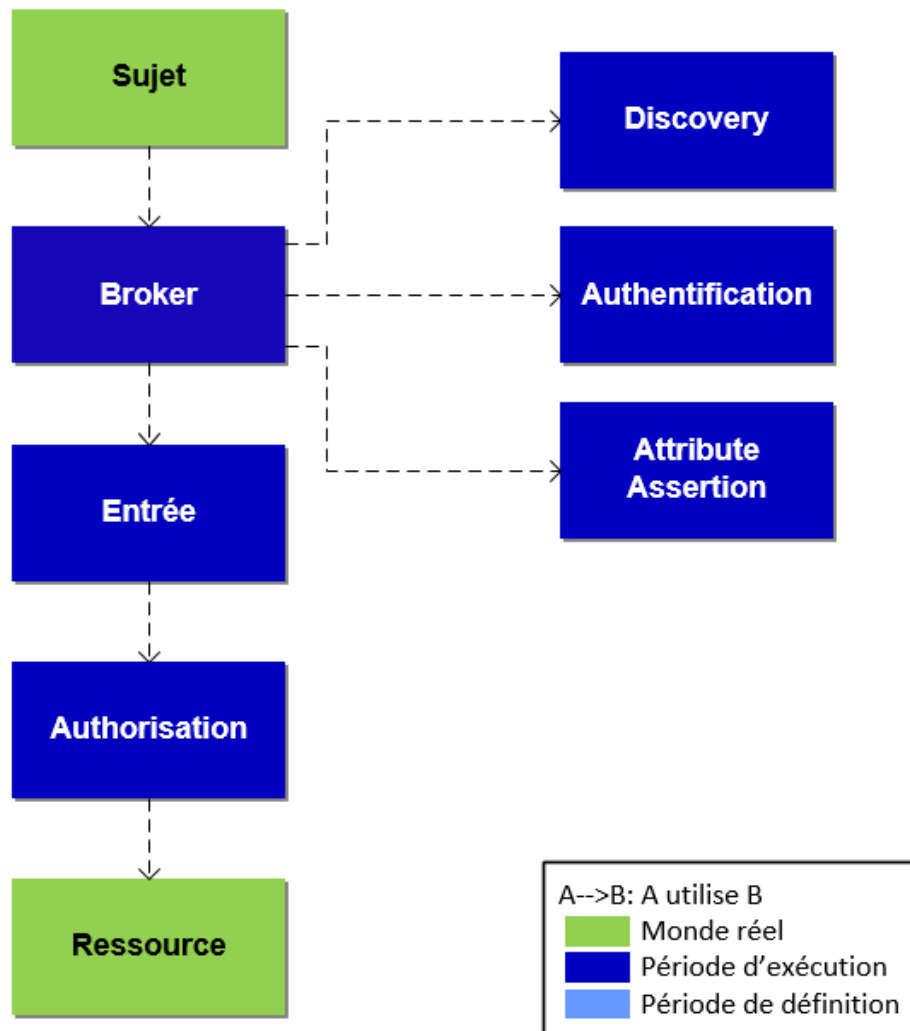 Sujet
Discovery
Broker
Authentification
Attribute
Assertion
Entrée
Authorisation
Ressource
A-->B: A utilise B
Monde réel
Période d'exécution
Période de définition